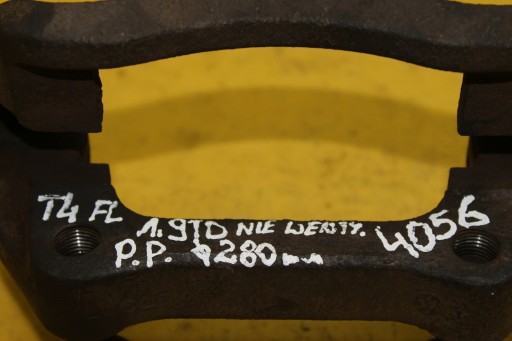 T4 FL
1.9TD NIE WENTY.
4056
P.P. φ280mm